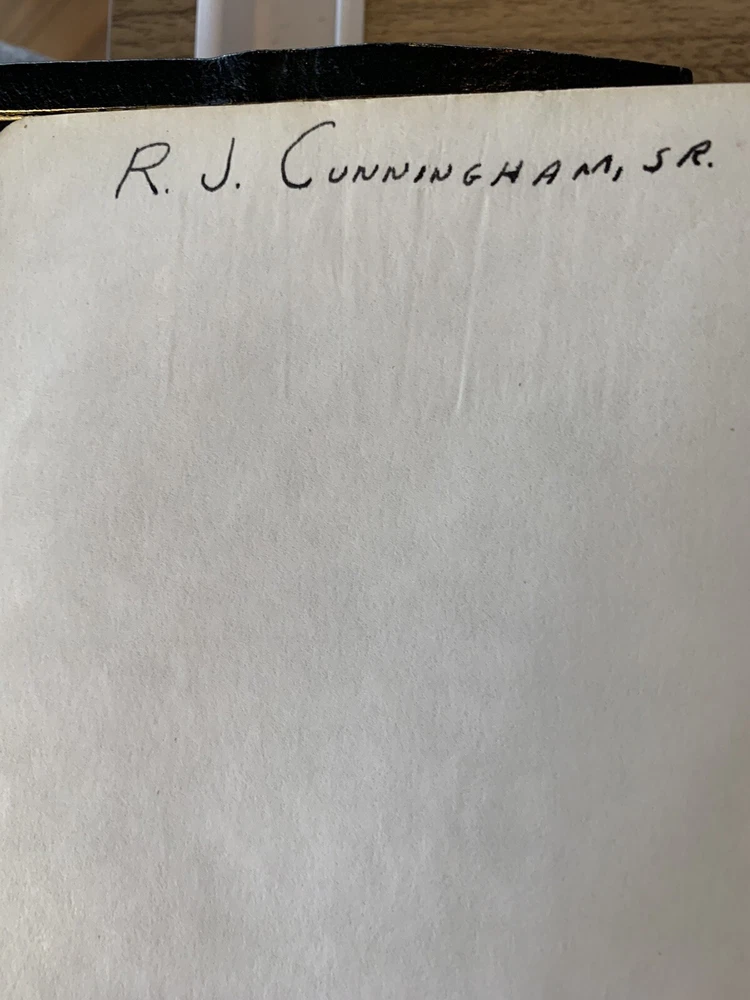 R. J. CUNNINGHAM, SR.